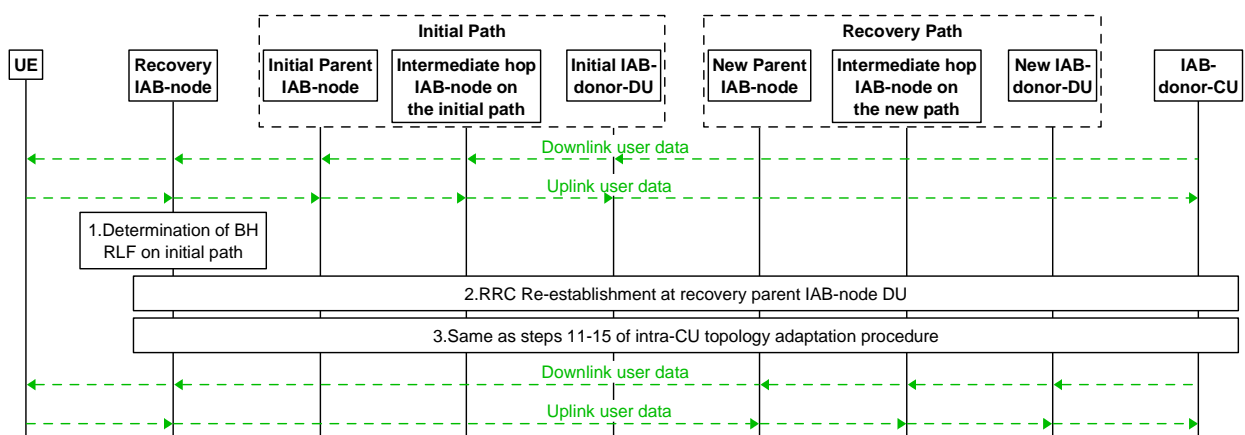 Initial Path
Recovery Path
UE
Recovery
IAB-node
Initial Parent
IAB-node
Intermediate hop
IAB-node on
the initial path
Initial IAB-
donor-DU
New Parent
IAB-node
Intermediate hop
IAB-node on
the new path
New IAB-
donor-DU
IAB-
donor-CU
Downlink user data
Uplink user data
1.Determination of BH
RLF on initial path
2.RRC Re-establishment at recovery parent IAB-node DU
3.Same as steps 11-15 of intra-CU topology adaptation procedure
Downlink user data
Uplink user data